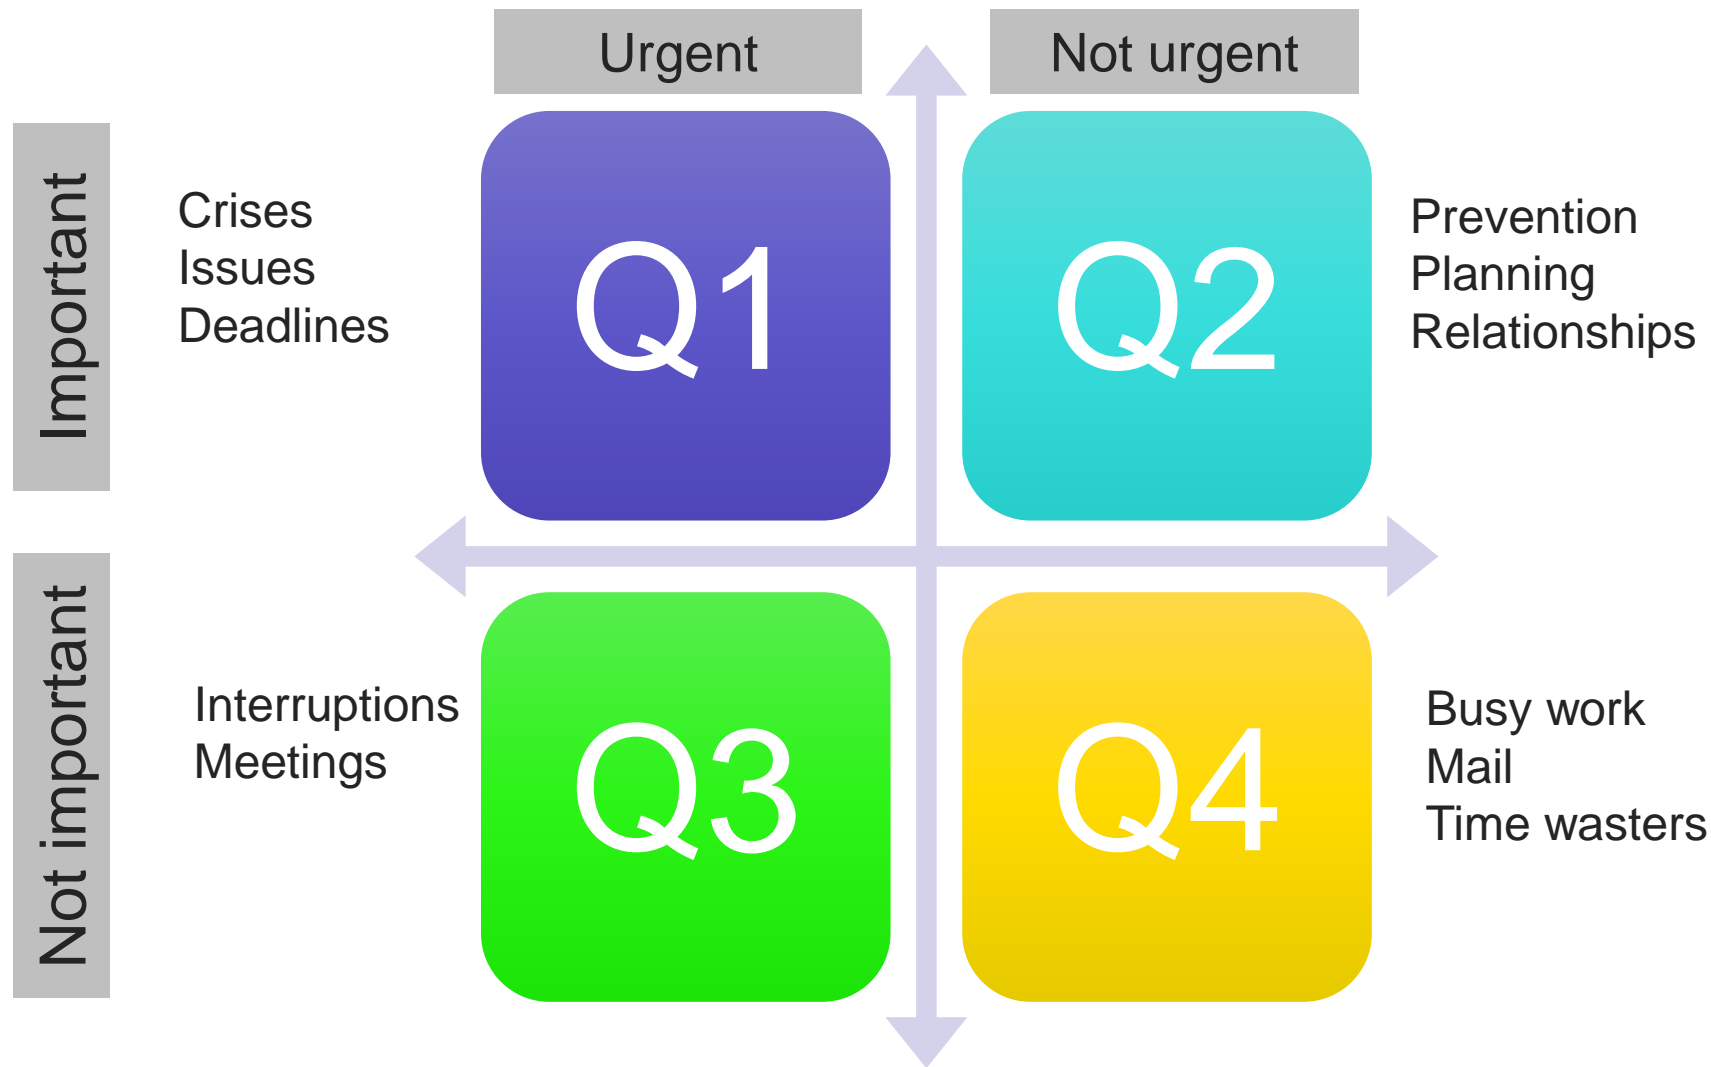 Urgent
Not urgent
Important
Crises
Issues
Deadlines
Q1
Q2
Prevention
Planning
Relationships
Not important
Interruptions
Meetings
Q3
Q4
Busy work
Mail
Time wasters